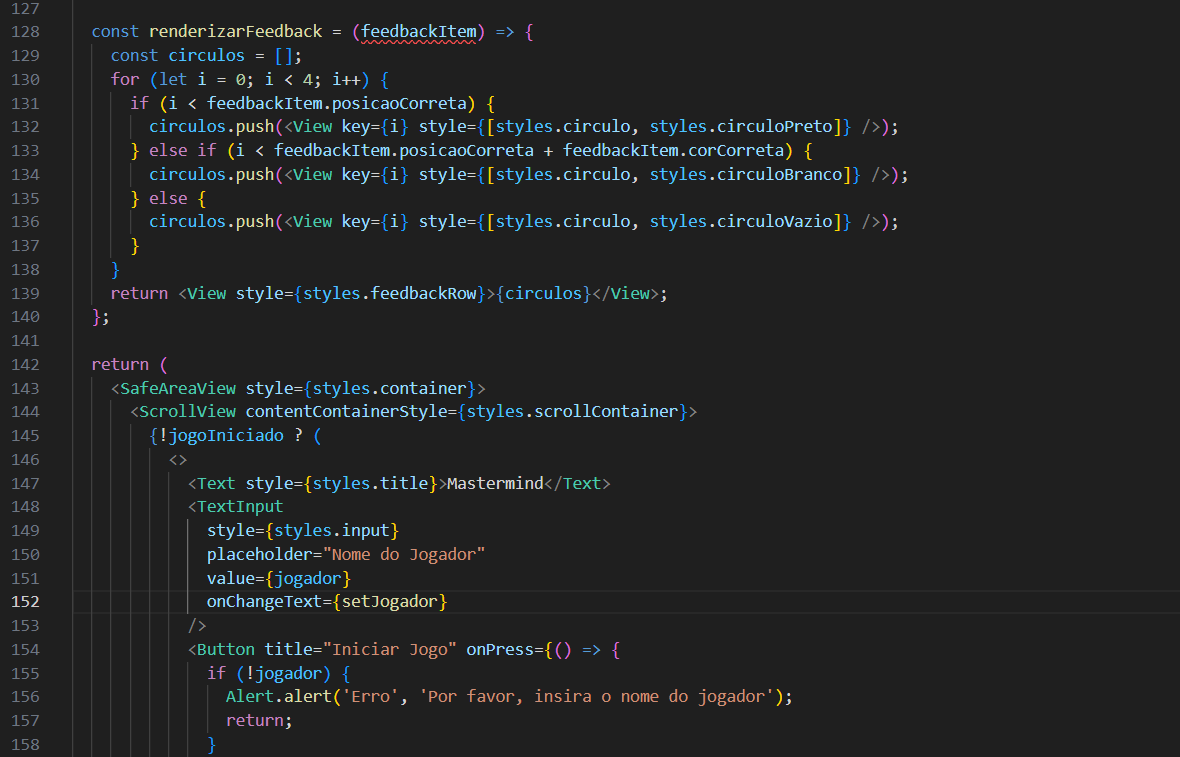 127
128 const renderizarFeedback = (feedbackItem) => {
129 const circulos = [];
130 for (let i = 0; i < 4; i++) {
131 if (i < feedbackItem.posicaoCorreta) {
132 circulos.push(<View key={i} style={[styles.circulo, styles.circuloPreto]} />);
133 } else if (i < feedbackItem.posicaoCorreta + feedbackItem.corCorreta) {
134 circulos.push(<View key={i} style={[styles.circulo, styles.circuloBranco]} />);
135 } else {
136 circulos.push(<View key={i} style={[styles.circulo, styles.circuloVazio]} />);
137 }
138 }
139 return <View style={styles.feedbackRow}>{circulos}</View>;
140 };
141
142 return (
143 <SafeAreaView style={styles.container}>
144 <ScrollView contentContainerStyle={styles.scrollContainer}>
145 {!jogoIniciado ? (
146 <>
147 <Text style={styles.title}>Mastermind</Text>
148 <TextInput
149 style={styles.input}
150 placeholder="Nome do Jogador"
151 value={jogador}
152 onChangeText={setJogador}
153 />
154 <Button title="Iniciar Jogo" onPress={() => {
155 if (!jogador) {
156 Alert.alert('Erro', 'Por favor, insira o nome do jogador');
157 return;
158 }